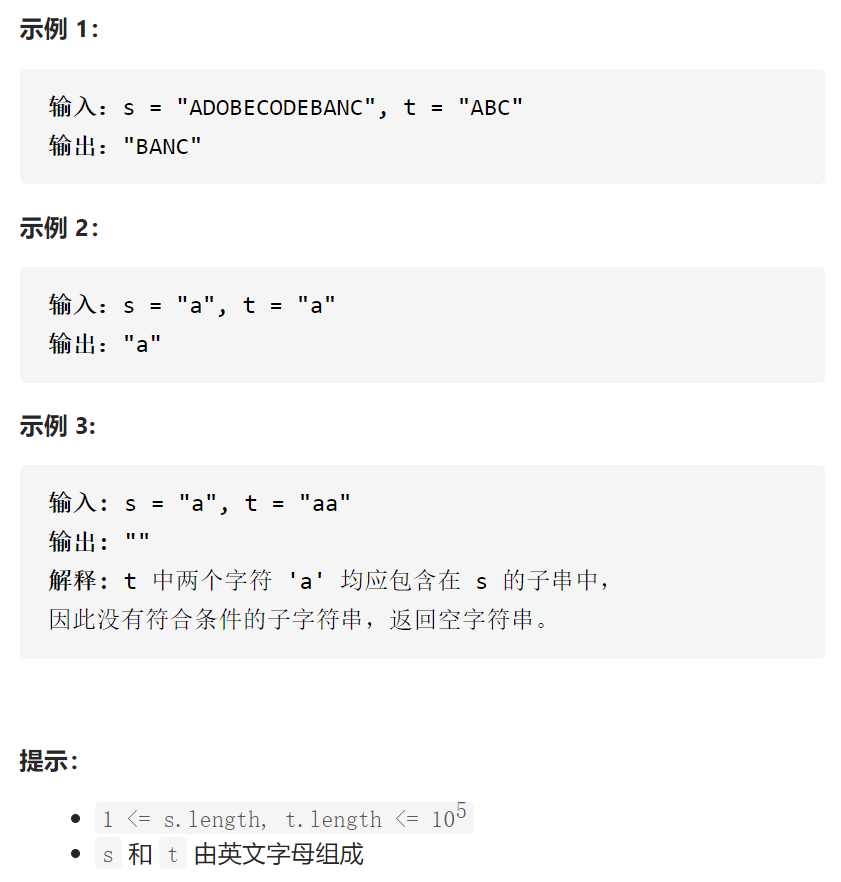 示例 1：
输入：s = "ADOBECODEBANC", t = "ABC"
输出："BANC"
示例 2：
输入：s = "a", t = "a"
输出："a"
示例 3:
输入: s = "a", t = "aa"
输出: ""
解释: t 中两个字符 'a' 均应包含在 s 的子串中，
因此没有符合条件的子字符串，返回空字符串。
提示：
• 1 <= s.length, t.length <= 10⁵
• s 和 t 由英文字母组成